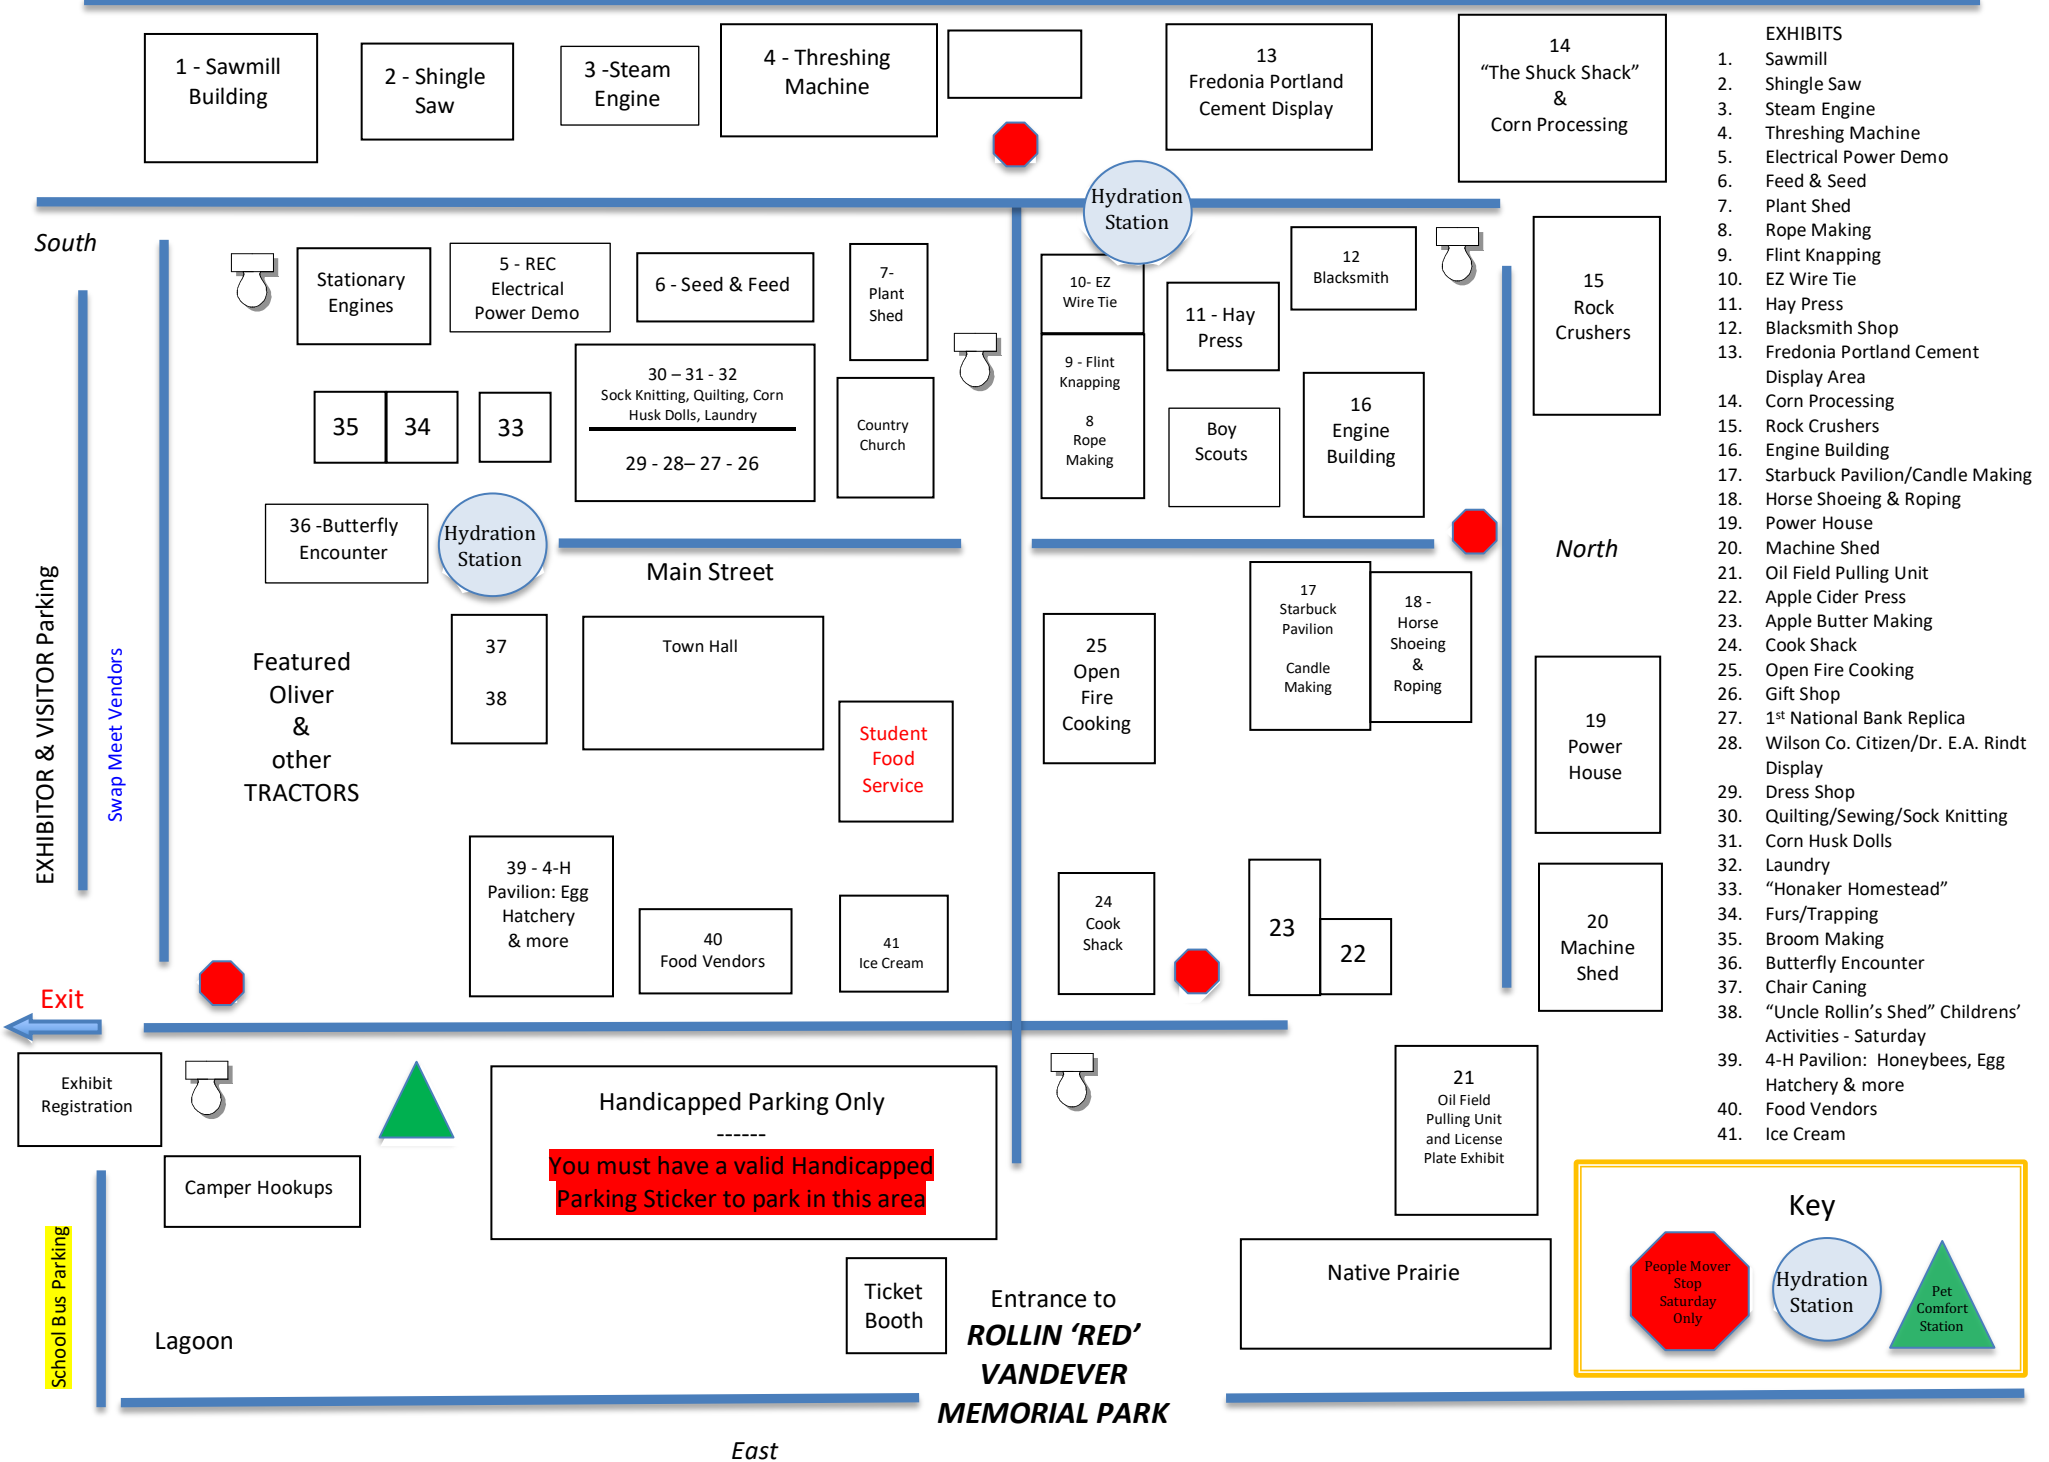 1 - Sawmill
Building
2 - Shingle
Saw
3 -Steam
Engine
4 - Threshing
Machine
13
Fredonia Portland
Cement Display
14
“The Shuck Shack”
&
Corn Processing
Hydration
Station
South
Stationary
Engines
5 - REC
Electrical
Power Demo
6 - Seed & Feed
7-
Plant
Shed
10- EZ
Wire Tie
11 - Hay
Press
12
Blacksmith
15
Rock
Crushers
35
34
33
30 – 31 - 32
Sock Knitting, Quilting, Corn
Husk Dolls, Laundry
29 - 28– 27 - 26
Country
Church
9 - Flint
Knapping
8
Rope
Making
Boy
Scouts
16
Engine
Building
36 -Butterfly
Encounter
Hydration
Station
Main Street
North
EXHIBITOR & VISITOR Parking
Swap Meet Vendors
Featured
Oliver
&
other
TRACTORS
37
38
Town Hall
Student
Food
Service
25
Open
Fire
Cooking
17
Starbuck
Pavilion
Candle
Making
18 -
Horse
Shoeing
&
Roping
19
Power
House
39 - 4-H
Pavilion: Egg
Hatchery
& more
40
Food Vendors
41
Ice Cream
24
Cook
Shack
23
22
20
Machine
Shed
Exit
Exhibit
Registration
Camper Hookups
Handicapped Parking Only
------
You must have a valid Handicapped
Parking Sticker to park in this area
21
Oil Field
Pulling Unit
and License
Plate Exhibit
School Bus Parking
Lagoon
Ticket
Booth
Entrance to
ROLLIN ‘RED’
VANDEVER
MEMORIAL PARK
Native Prairie
East
EXHIBITS
1. Sawmill
2. Shingle Saw
3. Steam Engine
4. Threshing Machine
5. Electrical Power Demo
6. Feed & Seed
7. Plant Shed
8. Rope Making
9. Flint Knapping
10. EZ Wire Tie
11. Hay Press
12. Blacksmith Shop
13. Fredonia Portland Cement
Display Area
14. Corn Processing
15. Rock Crushers
16. Engine Building
17. Starbuck Pavilion/Candle Making
18. Horse Shoeing & Roping
19. Power House
20. Machine Shed
21. Oil Field Pulling Unit
22. Apple Cider Press
23. Apple Butter Making
24. Cook Shack
25. Open Fire Cooking
26. Gift Shop
27. 1st National Bank Replica
28. Wilson Co. Citizen/Dr. E.A. Rindt
Display
29. Dress Shop
30. Quilting/Sewing/Sock Knitting
31. Corn Husk Dolls
32. Laundry
33. “Honaker Homestead”
34. Furs/Trapping
35. Broom Making
36. Butterfly Encounter
37. Chair Caning
38. “Uncle Rollin’s Shed” Childrens’
Activities - Saturday
39. 4-H Pavilion: Honeybees, Egg
Hatchery & more
40. Food Vendors
41. Ice Cream
Key
People Mover
Stop
Saturday
Only
Hydration
Station
Pet
Comfort
Station